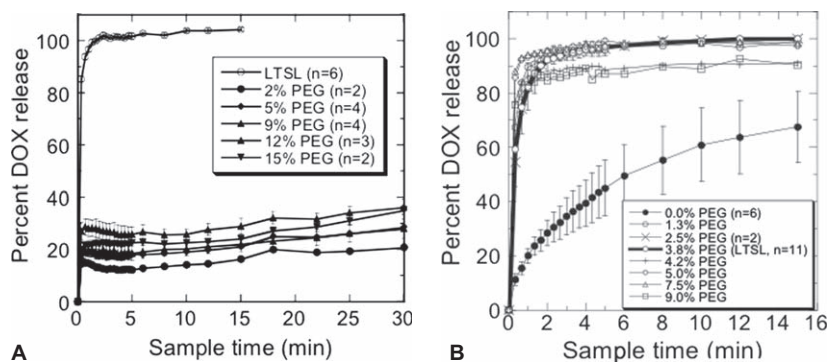 120
100
80
60
40
20
0
Percent DOX release
LTSL (n=6)
2% PEG (n=2)
5% PEG (n=4)
9% PEG (n=4)
12% PEG (n=3)
15% PEG (n=2)
0 5 10 15 20 25 30
Sample time (min)
A
100
80
60
40
20
0
Percent DOX release
0.0% PEG (n=6)
1.3% PEG
2.5% PEG (n=2)
3.8% PEG (LTSL, n=11)
4.2% PEG
5.0% PEG
7.5% PEG
9.0% PEG
0 2 4 6 8 10 12 14 16
Sample time (min)
B